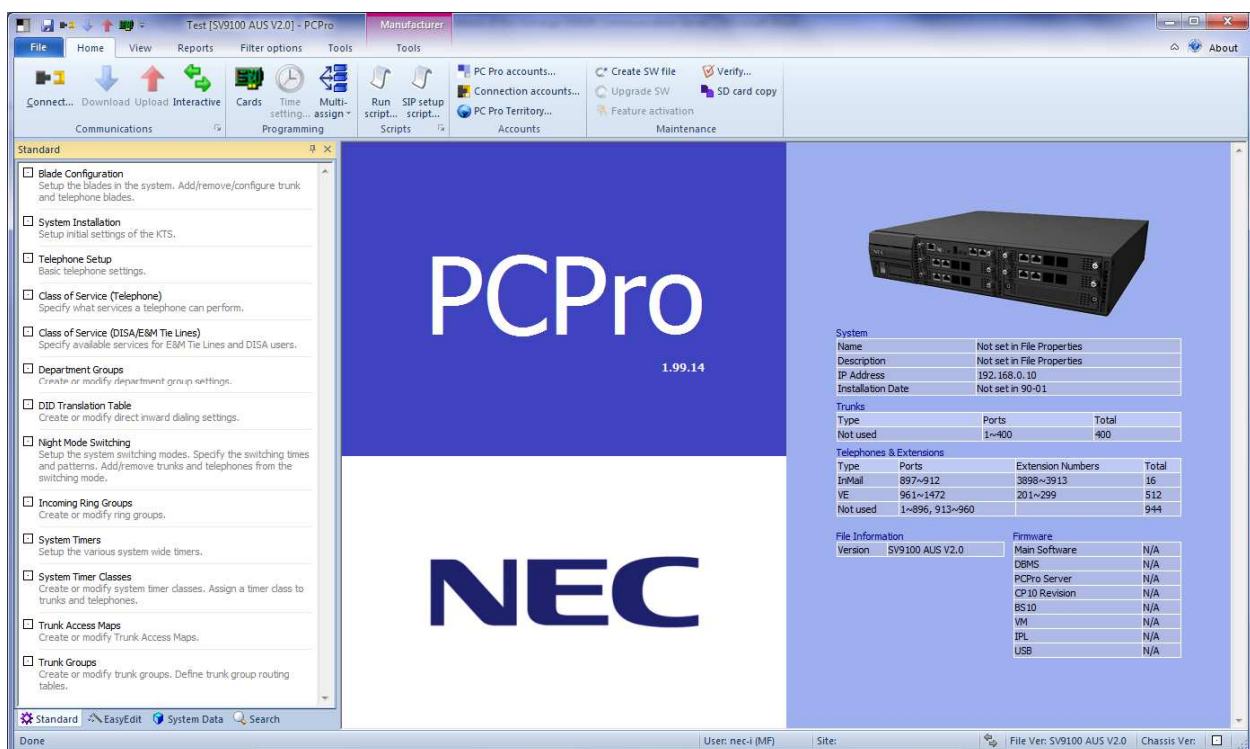 Test [SV9100 AUS V2.0] - PCPro
Manufacturer
File Home View Reports Filter options Tools Tools About
Connect... Download Upload Interactive Cards Time setting... Multi-assign Run script... SIP setup script...
PC Pro accounts...
Connection accounts...
PC Pro Territory...
C* Create SW file
Upgrade SW
Feature activation
Verify...
SD card copy
Communications Programming Scripts Accounts Maintenance
Standard
Blade Configuration
Setup the blades in the system. Add/remove/configure trunk
and telephone blades.
System Installation
Setup initial settings of the KTS.
Telephone Setup
Basic telephone settings.
Class of Service (Telephone)
Specify what services a telephone can perform.
Class of Service (DISA/E&M Tie Lines)
Specify available services for E&M Tie Lines and DISA users.
Department Groups
Create or modify department group settings.
DID Translation Table
Create or modify direct inward dialing settings.
Night Mode Switching
Setup the system switching modes. Specify the switching times
and patterns. Add/remove trunks and telephones from the
switching mode.
Incoming Ring Groups
Create or modify ring groups.
System Timers
Setup the various system wide timers.
System Timer Classes
Create or modify system timer classes. Assign a timer class to
trunks and telephones.
Trunk Access Maps
Create or modify Trunk Access Maps.
Trunk Groups
Create or modify trunk groups. Define trunk group routing
tables.
Standard EasyEdit System Data Search
PCPro
1.99.14
NEC
NEC
System
Name Not set in File Properties
Description Not set in File Properties
IP Address 192.168.0.10
Installation Date Not set in 90-01
Trunks
Type Ports Total
Not used 1~400 400
Telephones & Extensions
Type Ports Extension Numbers Total
InMail 897~912 3898~3913 16
VE 961~1472 201~299 512
Not used 1~896, 913~960 944
File Information
Version SV9100 AUS V2.0
Firmware
Main Software N/A
DBMS N/A
PCPro Server N/A
CP10 Revision N/A
BS10 N/A
VM N/A
IPL N/A
USB N/A
Done User: nec-i (MF) Site: File Ver: SV9100 AUS V2.0 Chassis Ver: